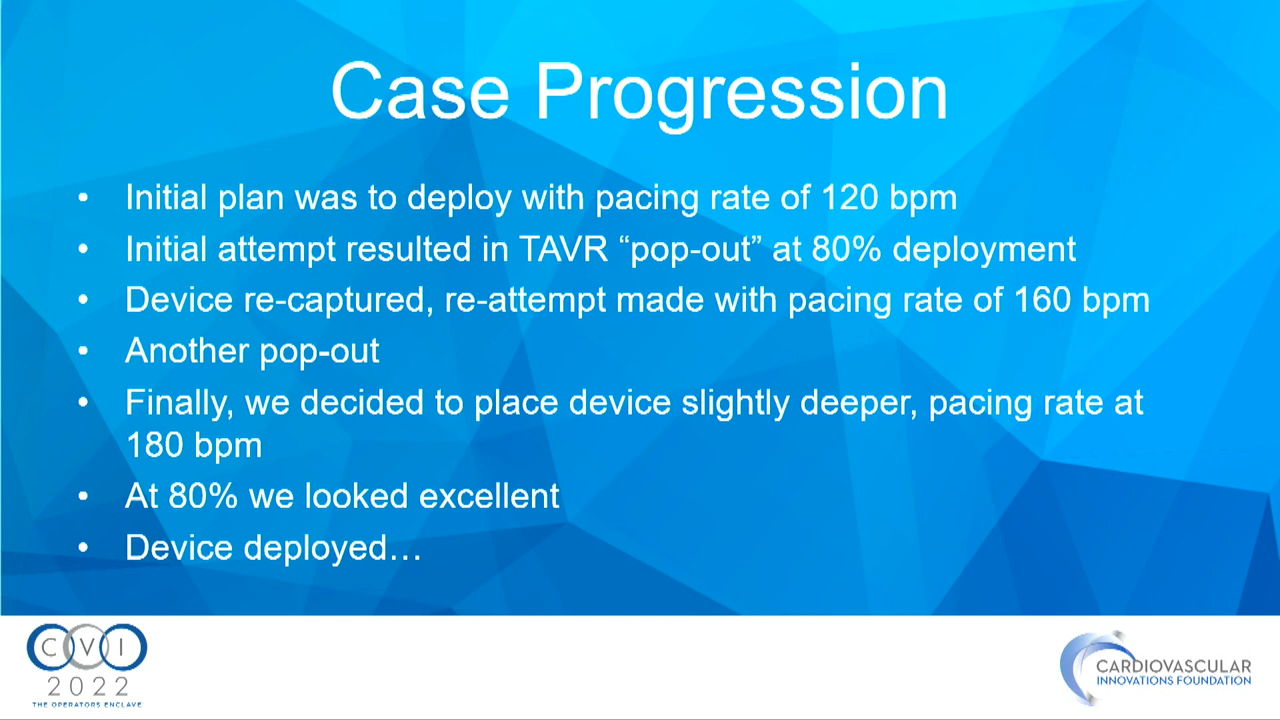 Case Progression
• Initial plan was to deploy with pacing rate of 120 bpm
• Initial attempt resulted in TAVR “pop-out” at 80% deployment
• Device re-captured, re-attempt made with pacing rate of 160 bpm
• Another pop-out
• Finally, we decided to place device slightly deeper, pacing rate at
180 bpm
• At 80% we looked excellent
• Device deployed…
CVI
2022
THE OPERATORS ENCLAVE
CARDIOVASCULAR
INNOVATIONS FOUNDATION